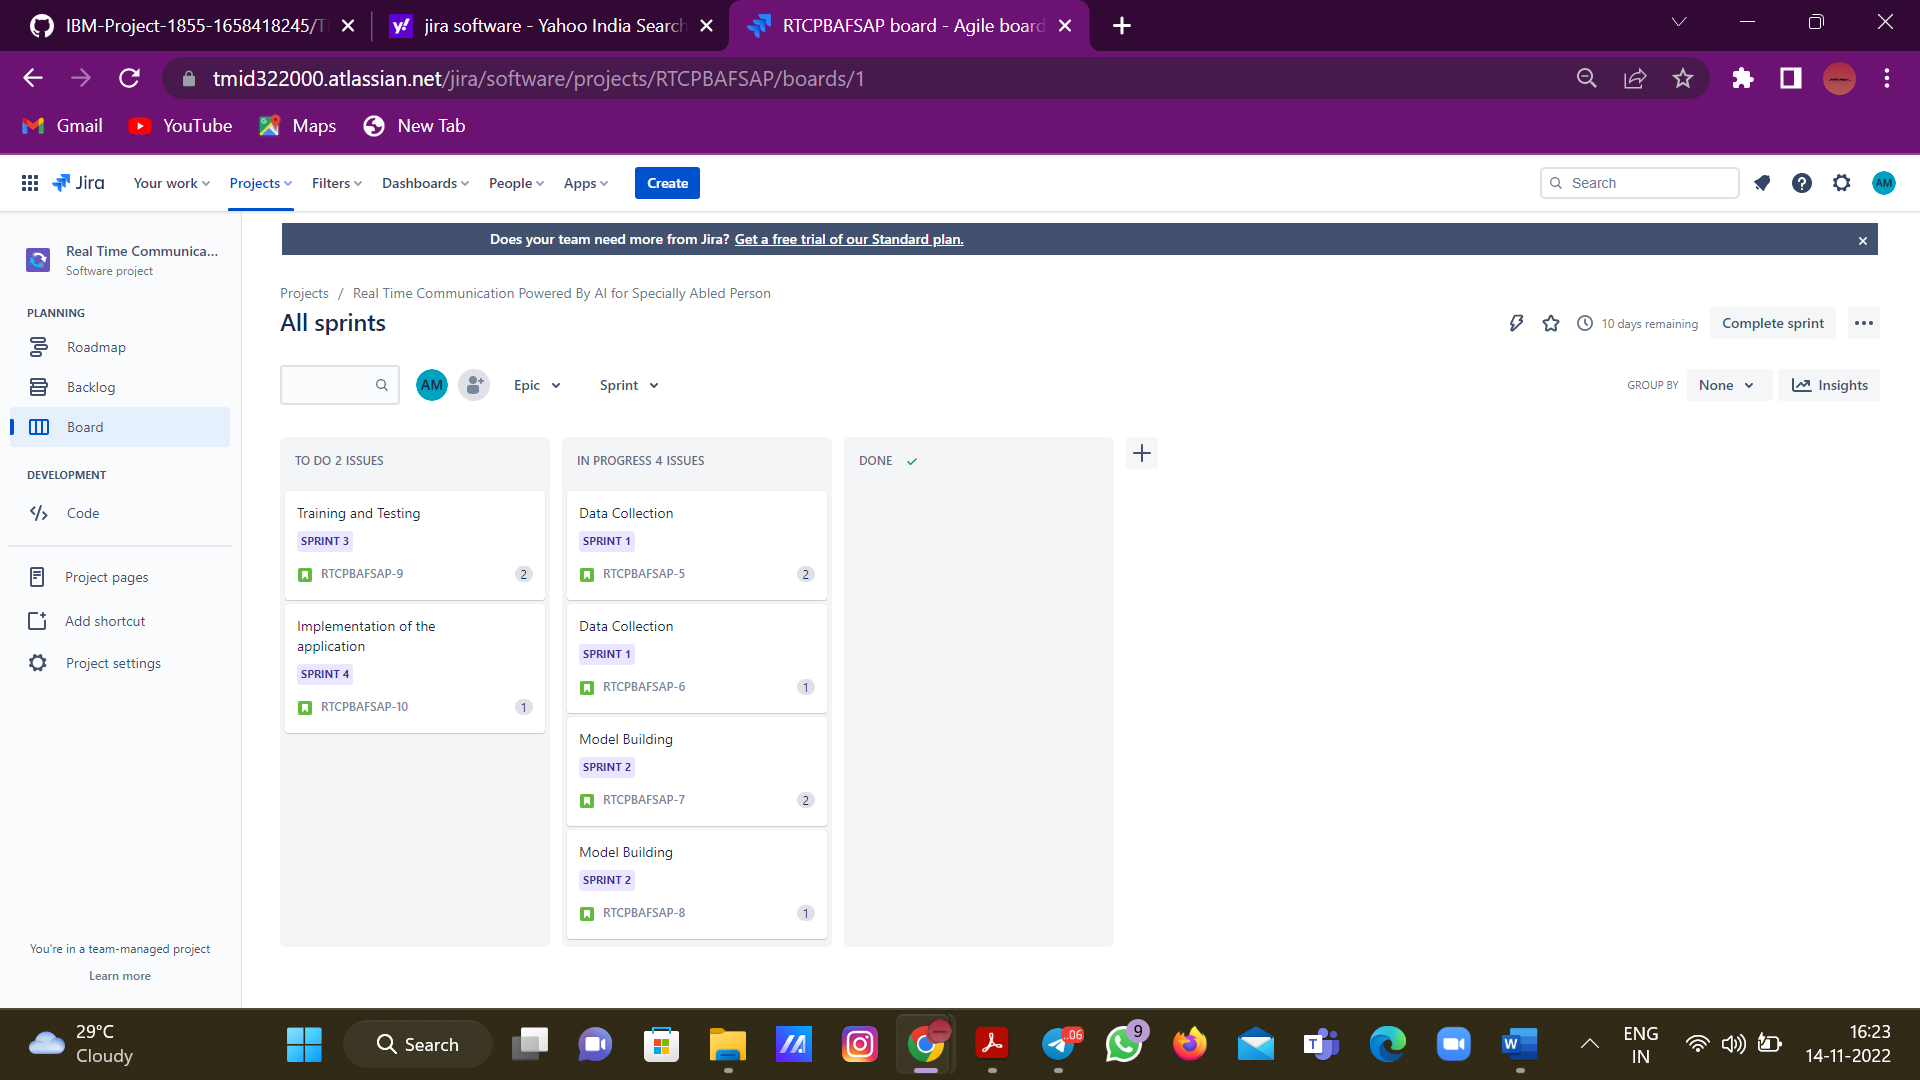 IBM-Project-1855-1658418245/T
jira software - Yahoo India Search
RTCPBAFSAP board - Agile board
tmid322000.atlassian.net/jira/software/projects/RTCPBAFSAP/boards/1
Gmail
YouTube
Maps
New Tab
Jira
Your work
Projects
Filters
Dashboards
People
Apps
Create
Search
AM
Real Time Communica...
Software project
PLANNING
Roadmap
Backlog
Board
DEVELOPMENT
Code
Project pages
Add shortcut
Project settings
You're in a team-managed project
Learn more
Does your team need more from Jira? Get a free trial of our Standard plan.
Projects / Real Time Communication Powered By AI for Specially Abled Person
All sprints
10 days remaining
Complete sprint
AM
Epic
Sprint
GROUP BY
None
Insights
TO DO 2 ISSUES
Training and Testing
SPRINT 3
RTCPBAFSAP-9
2
Implementation of the
application
SPRINT 4
RTCPBAFSAP-10
1
IN PROGRESS 4 ISSUES
Data Collection
SPRINT 1
RTCPBAFSAP-5
2
Data Collection
SPRINT 1
RTCPBAFSAP-6
1
Model Building
SPRINT 2
RTCPBAFSAP-7
2
Model Building
SPRINT 2
RTCPBAFSAP-8
1
DONE
29°C
Cloudy
Search
..06
9
ENG
IN
16:23
14-11-2022